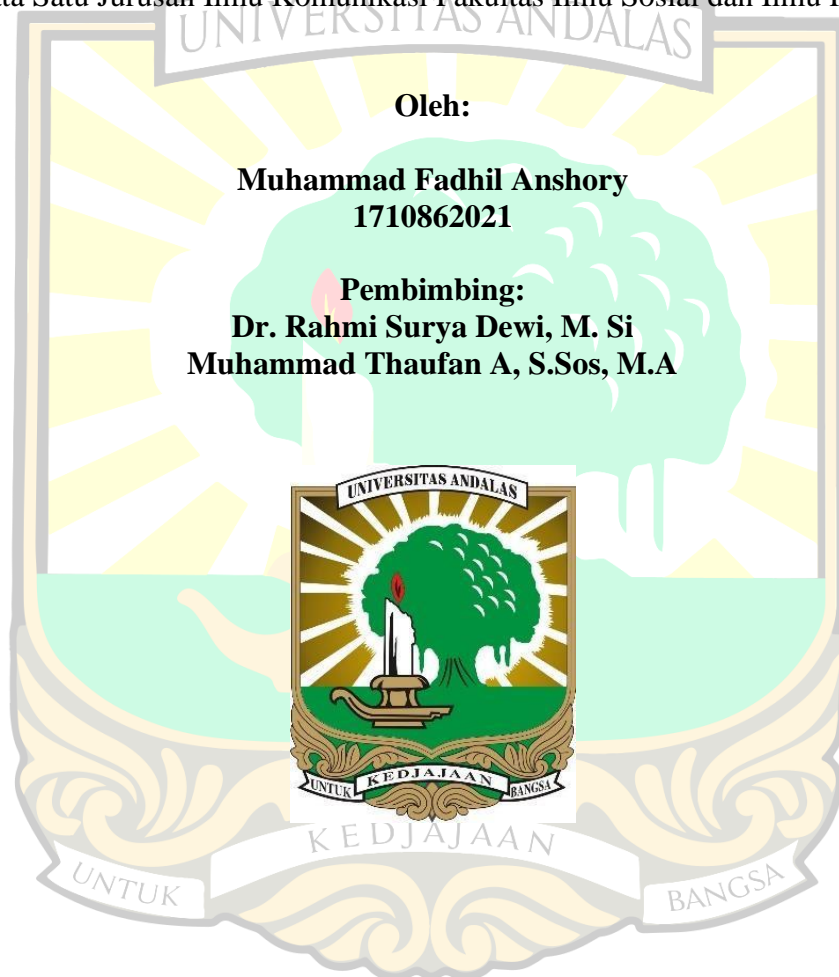 Satu Jurusan Ilmu Komunikasi Fakultas Ilmu Sosial dan Ilmu
UNIVERSITAS ANDALAS
Oleh:
Muhammad Fadhil Anshory
1710862021
Pembimbing:
Dr. Rahmi Surya Dewi, M. Si
Muhammad Thaufan A, S.Sos, M.A
UNIVERSITAS ANDALAS
UNTUK KEDJAJAAN BANGSA
KEDJAJAAN
UNTUK BANGSA